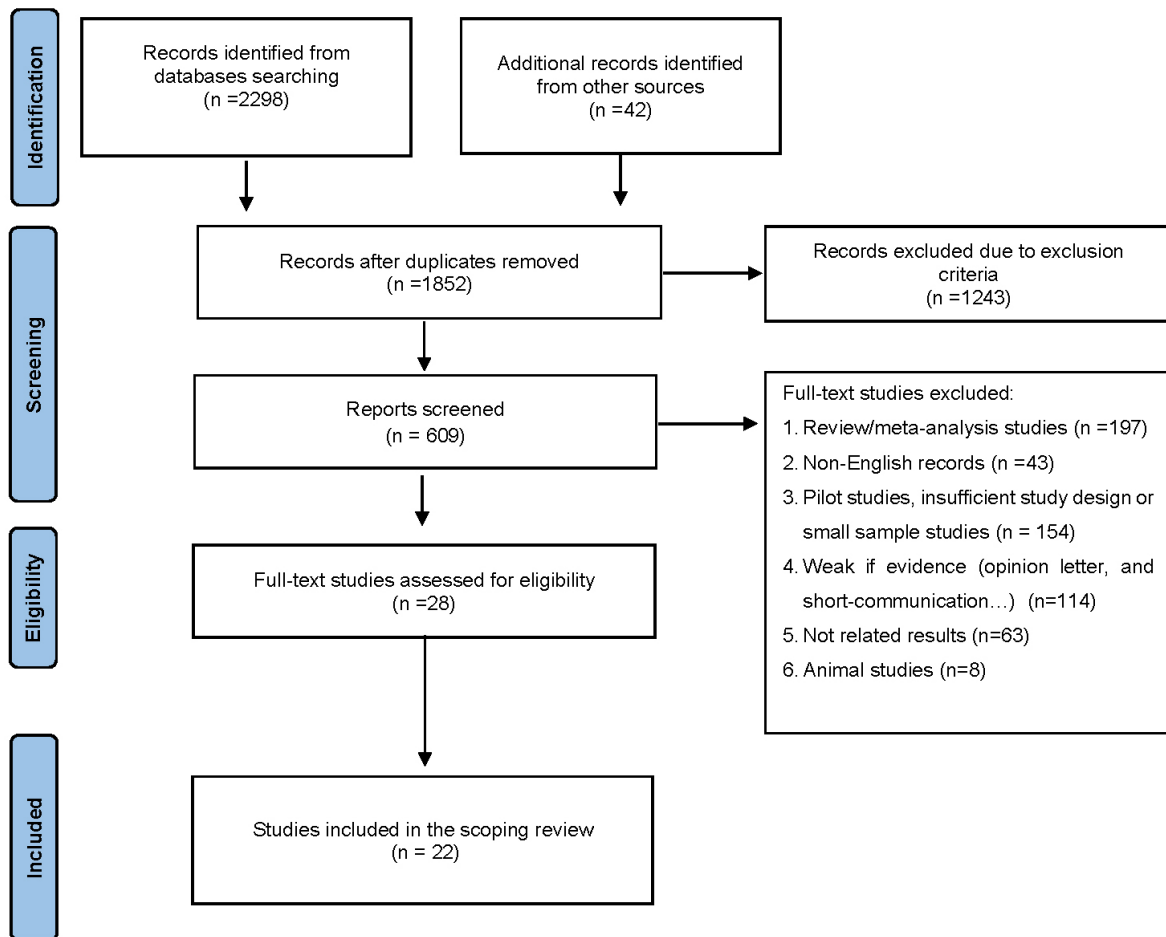 Identification
Records identified from
databases searching
(n =2298)
Additional records identified
from other sources
(n =42)
Screening
Records after duplicates removed
(n =1852)
Records excluded due to exclusion
criteria
(n =1243)
Reports screened
(n = 609)
Full-text studies excluded:
1. Review/meta-analysis studies (n =197)
2. Non-English records (n =43)
3. Pilot studies, insufficient study design or
small sample studies (n = 154)
4. Weak if evidence (opinion letter, and
short-communication…) (n=114)
5. Not related results (n=63)
6. Animal studies (n=8)
Eligibility
Full-text studies assessed for eligibility
(n =28)
Included
Studies included in the scoping review
(n = 22)